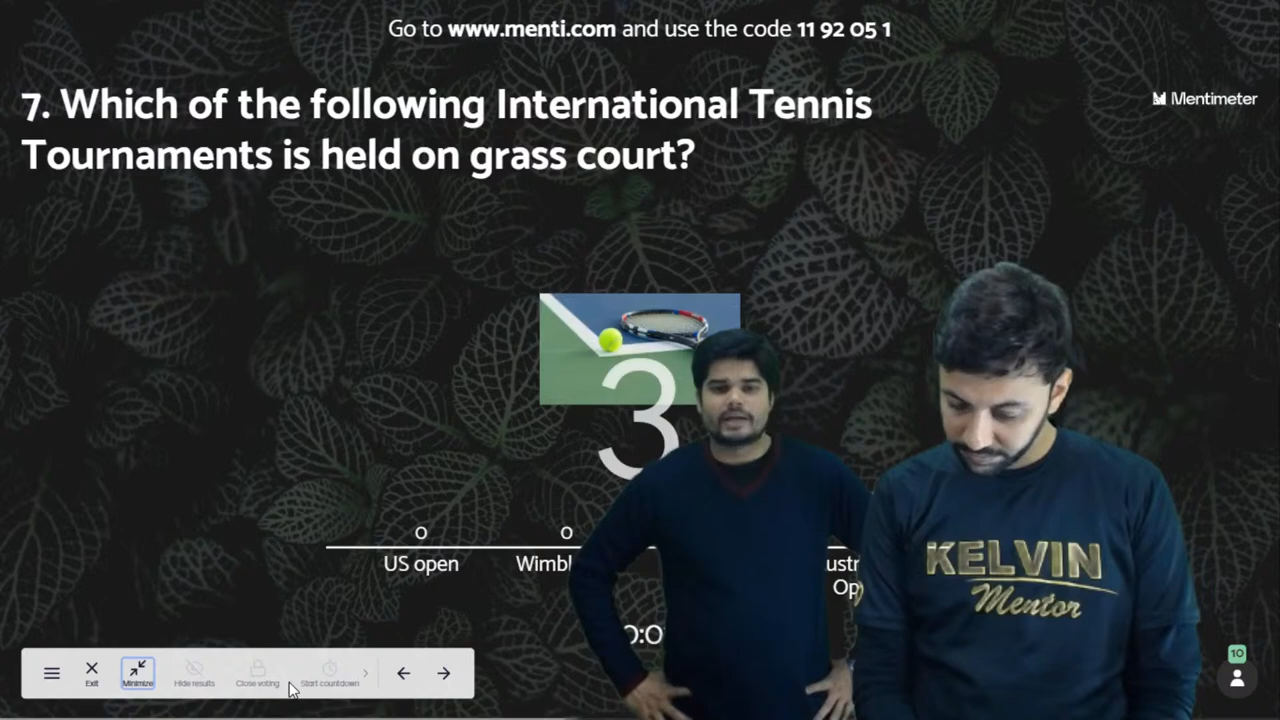 Go to www.menti.com and use the code 11 92 05 1
7. Which of the following International Tennis
Tournaments is held on grass court?
Mentimeter
3
0 0
US open
KELVIN
Mentor
10
Exit Minimize Hide results Close voting Start countdown